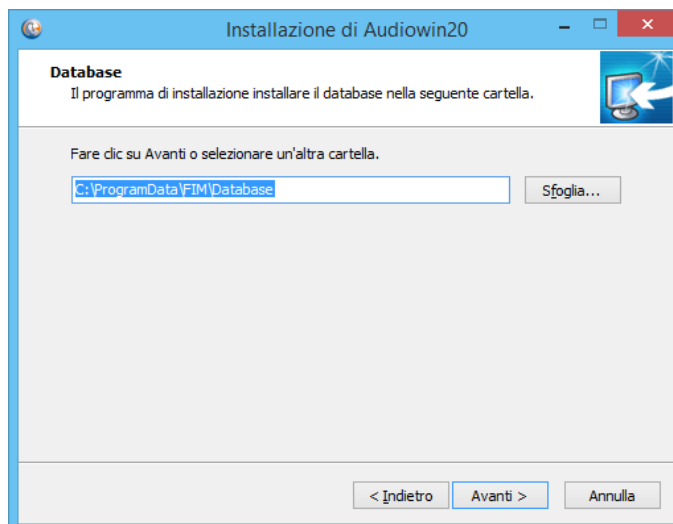 Installazione di Audiowin20
Database
Il programma di installazione installare il database nella seguente cartella.
Fare clic su Avanti o selezionare un'altra cartella.
C:\ProgramData\FIM\Database
Sfoglia...
< Indietro
Avanti >
Annulla